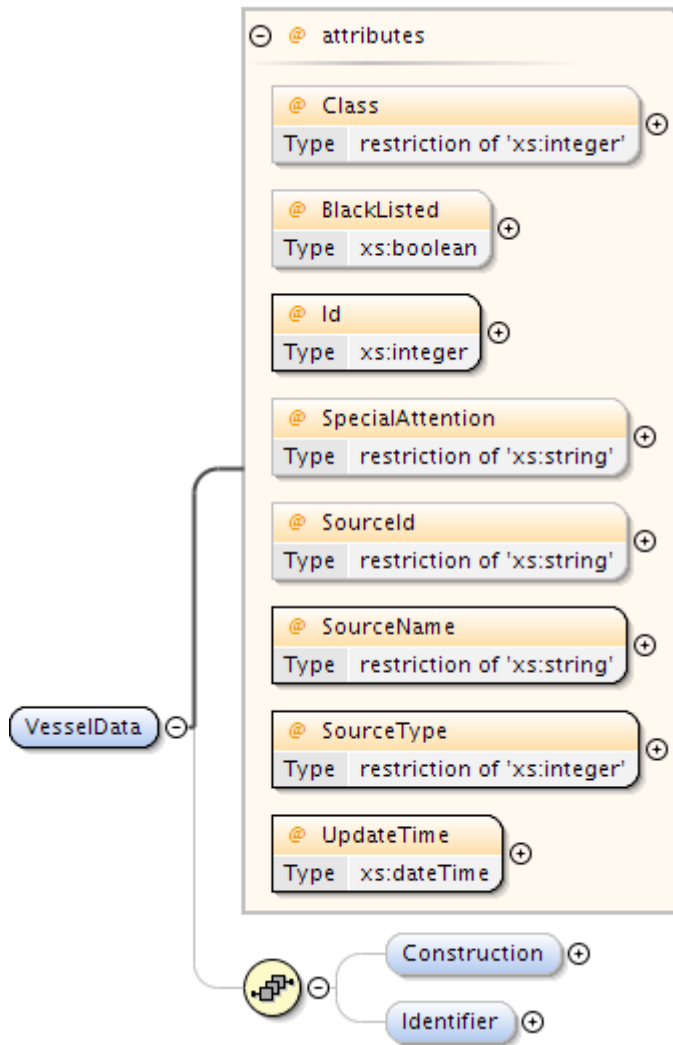 @ attributes
@ Class
Type restriction of 'xs:integer'
@ BlackListed
Type xs:boolean
@ Id
Type xs:integer
@ SpecialAttention
Type restriction of 'xs:string'
@ SourceId
Type restriction of 'xs:string'
@ SourceName
Type restriction of 'xs:string'
VesselData
@ SourceType
Type restriction of 'xs:integer'
@ UpdateTime
Type xs:dateTime
Construction
Identifier